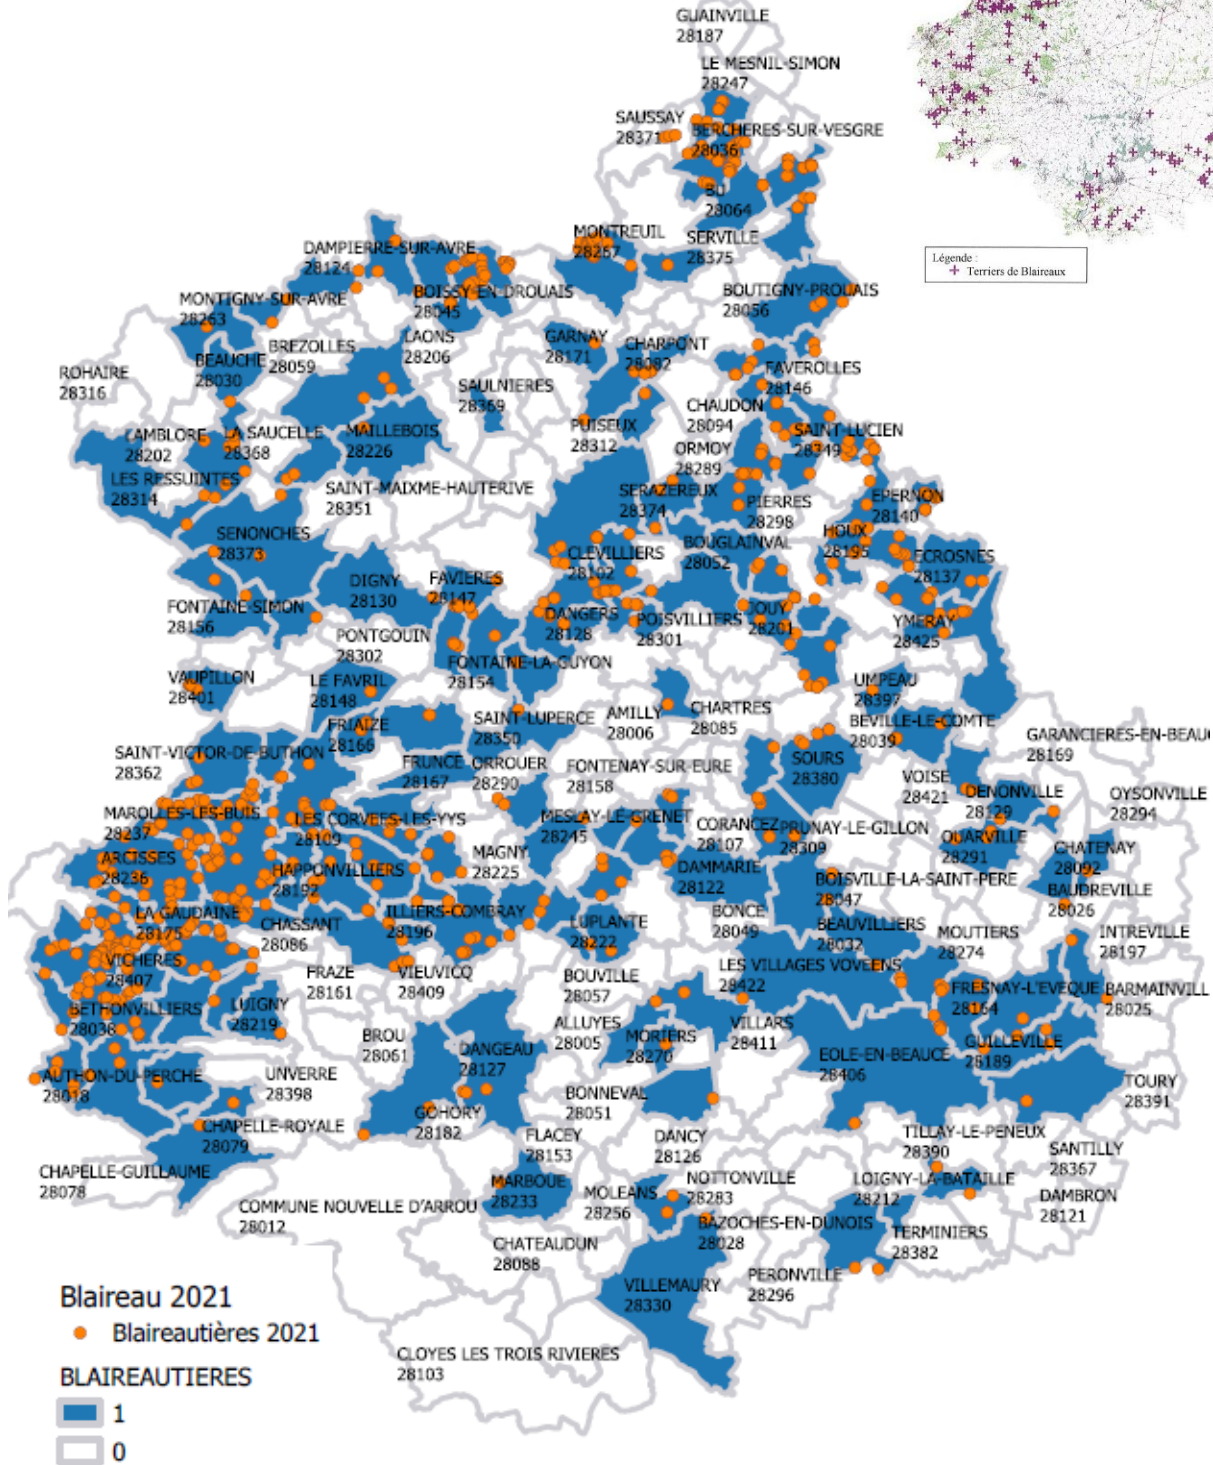 GUAINVILLE
28187
LE MESNIL-SIMON
28247
SAUSSAY
28371
BERCHERES-SUR-VESGRE
28036
BU
28064
MONTREUIL
28267
SERVILLE
28375
DAMPIERRE-SUR-AVRE
28124
BOUTIGNY-PROUAIS
28056
BOISSY-EN-DROUAIS
28045
MONTIGNY-SUR-AVRE
28263
LAONS
28206
GARNAY
28171
CHARPONT
28082
BREZOLLES
28059
BEAUCHE
28030
ROHAIRE
28316
FAVEROLLES
28146
SAULNIERES
28369
CHAUDON
28094
PUISEUX
28312
LAMBLORE
28202
LA SAUCELLE
28368
MAILLEBOIS
28226
SAINT-LUCIEN
28349
ORMOY
28289
LES RESSUINTES
28314
SAINT-MAIXME-HAUTERIVE
28351
SERAZEREUX
28374
PIERRES
28298
EPERNON
28140
SENONCHES
28373
HOUX
28195
BOUGLAINVAL
28052
CLEVILLIERS
28102
ECROSNES
28137
DIGNY
28130
FAVIERES
28147
FONTAINE-SIMON
28156
DANGERS
28128
POISVILLIERS
28301
JOUY
28201
YMERAY
28425
PONTGOUIN
28302
FONTAINE-LA-GUYON
28154
VAUPILLON
28401
LE FAVRIL
28148
UMPEAU
28397
FRIAIZE
28166
SAINT-LUPERCE
28350
AMILLY
28006
CHARTRES
28085
BEVILLE-LE-COMTE
28039
GARANCIERES-EN-BEAU
28169
SAINT-VICTOR-DE-BUTHON
28362
FRUNCE
28167
ORROUER
28290
FONTENAY-SUR-EURE
28158
SOURS
28380
VOISE
28421
DENONVILLE
28129
OYSONVILLE
28294
MAROLLES-LES-BUIS
28237
LES CORVEES-LES-YYS
28109
MESLAY-LE-GRENET
28245
CORANCEZ
28107
PRUNAY-LE-GILLON
28309
OUARVILLE
28291
CHATENAY
28092
ARCISSES
28236
HAPPONVILLIERS
28192
MAGNY
28225
DAMMARIE
28122
BOISVILLE-LA-SAINT-PERE
28047
BAUDREVILLE
28026
LA GAUDAINE
28175
CHASSANT
28086
ILLIERS-COMBRAY
28196
LUPLANTE
28222
BONCE
28049
BEAUVILLIERS
28032
MOUTIERS
28274
INTREVILLE
28197
VICHERES
28407
FRAZE
28161
VIEUVICQ
28409
BOUVILLE
28057
LES VILLAGES VOVEENS
28422
FRESNAY-L'EVEQUE
28164
BARMAINVILL
28025
BETHONVILLIERS
28038
LUIGNY
28219
BROU
28061
ALLUYES
28005
MORIERS
28270
VILLARS
28411
GUILLEVILLE
28189
DANGEAU
28127
EOLE-EN-BEAUCE
28406
AUTHON-DU-PERCHE
28018
UNVERRE
28398
BONNEVAL
28051
TOURY
28391
GOHORY
28182
CHAPELLE-ROYALE
28079
FLACEY
28153
DANCY
28126
TILLAY-LE-PENEUX
28390
SANTILLY
28367
CHAPELLE-GUILLAUME
28078
MARBOUE
28233
MOLEANS
28256
NOTTONVILLE
28283
LOIGNY-LA-BATAILLE
28212
DAMBRON
28121
COMMUNE NOUVELLE D'ARROU
28012
BAZOCHES-EN-DUNOIS
28028
TERMINIERS
28382
CHATEAUDUN
28088
VILLEMAURY
28330
PERONVILLE
28296
CLOYES LES TROIS RIVIERES
28103
Légende :
Terriers de Blaireaux
Blaireau 2021
Blaireautières 2021
BLAIREAUTIERES
1
0